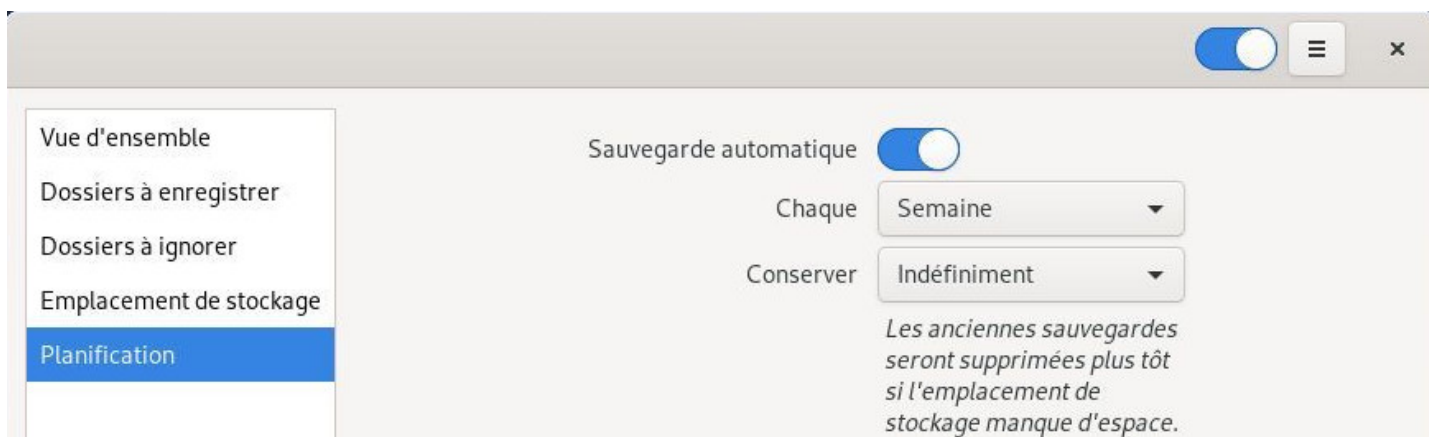 Vue d'ensemble
Dossiers à enregistrer
Dossiers à ignorer
Emplacement de stockage
Planification
Sauvegarde automatique
Chaque Semaine
Conserver Indéfiniment
Les anciennes sauvegardes
seront supprimées plus tôt
si l'emplacement de
stockage manque d'espace.